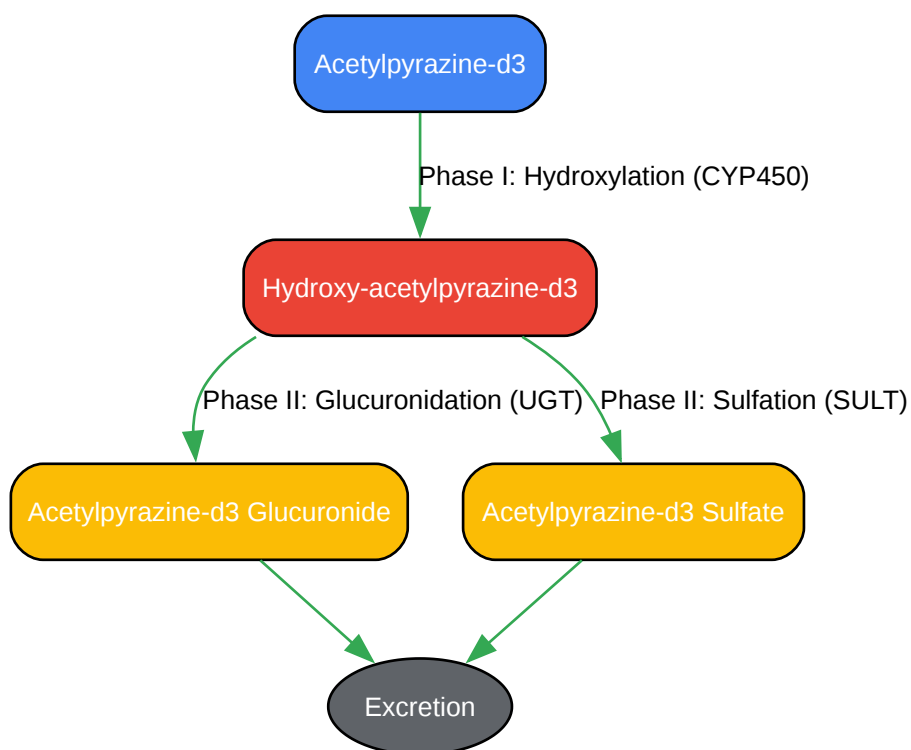 Acetylpyrazine-d3
Phase I: Hydroxylation (CYP450)
Hydroxy-acetylpyrazine-d3
Phase II: Glucuronidation (UGT)
Phase II: Sulfation (SULT)
Acetylpyrazine-d3 Glucuronide
Acetylpyrazine-d3 Sulfate
Excretion